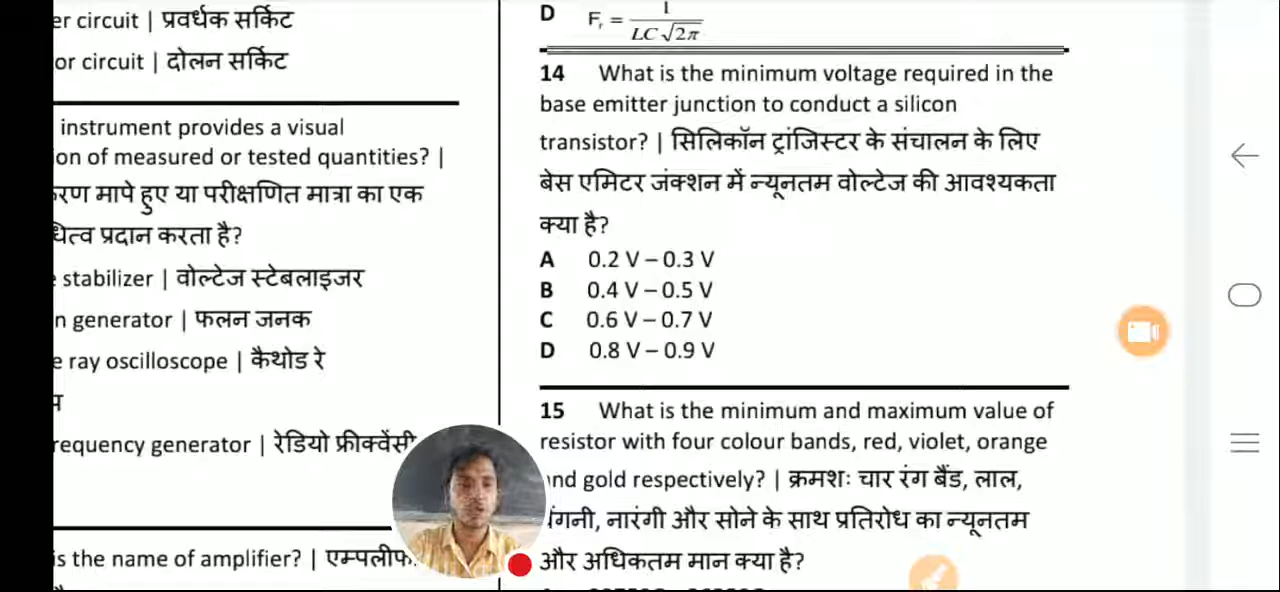 er circuit | प्रवर्धक सर्किट
or circuit | दोलन सर्किट
instrument provides a visual
ion of measured or tested quantities? |
रण मापे हुए या परीक्षणित मात्रा का एक
धित्व प्रदान करता है?
stabilizer | वोल्टेज स्टेबलाइजर
n generator | फलन जनक
e ray oscilloscope | कैथोड रे
requency generator | रेडियो फ्रीक्वेंसी
is the name of amplifier? | एम्पलीफा
D F_r = 1 / LC√2π
14 What is the minimum voltage required in the
base emitter junction to conduct a silicon
transistor? | सिलिकॉन ट्रांजिस्टर के संचालन के लिए
बेस एमिटर जंक्शन में न्यूनतम वोल्टेज की आवश्यकता
क्या है?
A 0.2 V – 0.3 V
B 0.4 V – 0.5 V
C 0.6 V – 0.7 V
D 0.8 V – 0.9 V
15 What is the minimum and maximum value of
resistor with four colour bands, red, violet, orange
and gold respectively? | क्रमशः चार रंग बैंड, लाल,
बैंगनी, नारंगी और सोने के साथ प्रतिरोध का न्यूनतम
और अधिकतम मान क्या है?